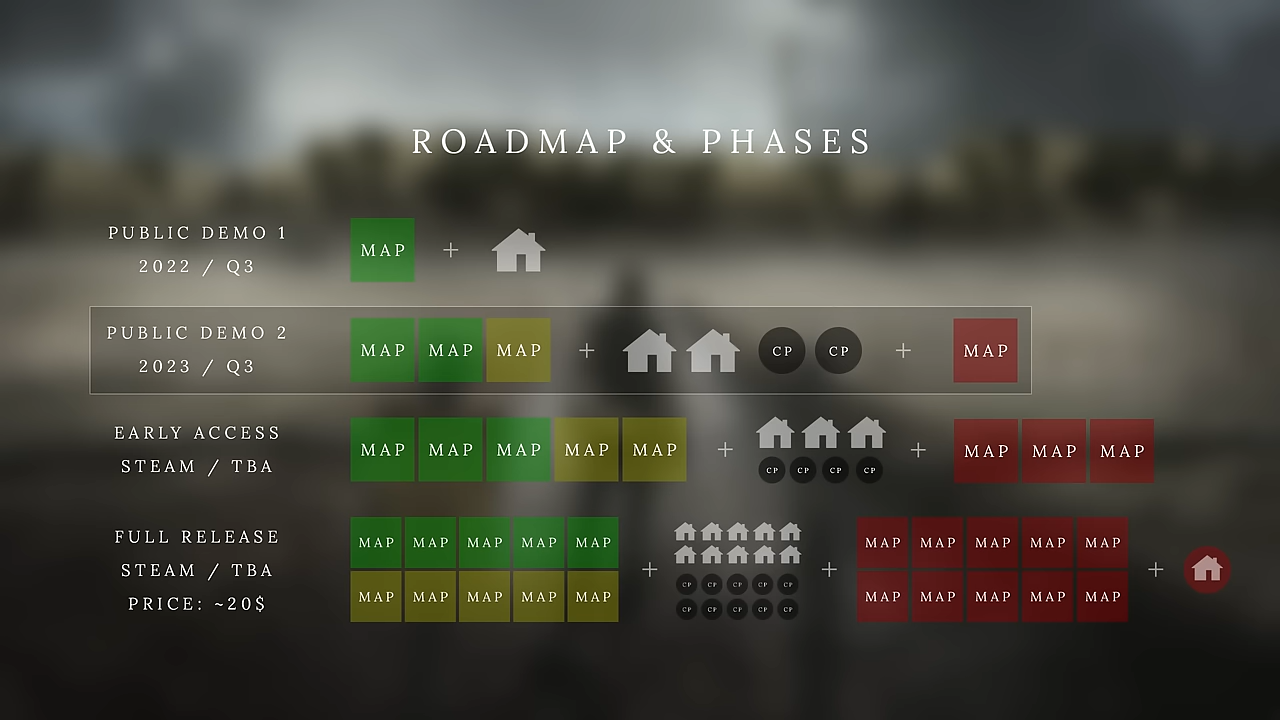 ROADMAP & PHASES
PUBLIC DEMO 1
2022 / Q3
MAP +
PUBLIC DEMO 2
2023 / Q3
MAP MAP MAP + CP CP + MAP
EARLY ACCESS
STEAM / TBA
MAP MAP MAP MAP MAP + CP CP CP CP + MAP MAP MAP
FULL RELEASE
STEAM / TBA
PRICE: ~20$
MAP MAP MAP MAP MAP
MAP MAP MAP MAP MAP
+
CP CP CP CP CP
CP CP CP CP CP
+
MAP MAP MAP MAP MAP
MAP MAP MAP MAP MAP
+